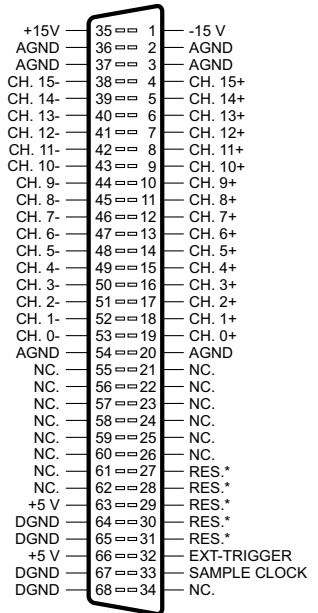 +15V 35 1 -15 V
AGND 36 2 AGND
AGND 37 3 AGND
CH. 15- 38 4 CH. 15+
CH. 14- 39 5 CH. 14+
CH. 13- 40 6 CH. 13+
CH. 12- 41 7 CH. 12+
CH. 11- 42 8 CH. 11+
CH. 10- 43 9 CH. 10+
CH. 9- 44 10 CH. 9+
CH. 8- 45 11 CH. 8+
CH. 7- 46 12 CH. 7+
CH. 6- 47 13 CH. 6+
CH. 5- 48 14 CH. 5+
CH. 4- 49 15 CH. 4+
CH. 3- 50 16 CH. 3+
CH. 2- 51 17 CH. 2+
CH. 1- 52 18 CH. 1+
CH. 0- 53 19 CH. 0+
AGND 54 20 AGND
NC. 55 21 NC.
NC. 56 22 NC.
NC. 57 23 NC.
NC. 58 24 NC.
NC. 59 25 NC.
NC. 60 26 NC.
NC. 61 27 RES.*
NC. 62 28 RES.*
+5 V 63 29 RES.*
DGND 64 30 RES.*
DGND 65 31 RES.*
+5 V 66 32 EXT-TRIGGER
DGND 67 33 SAMPLE CLOCK
DGND 68 34 NC.